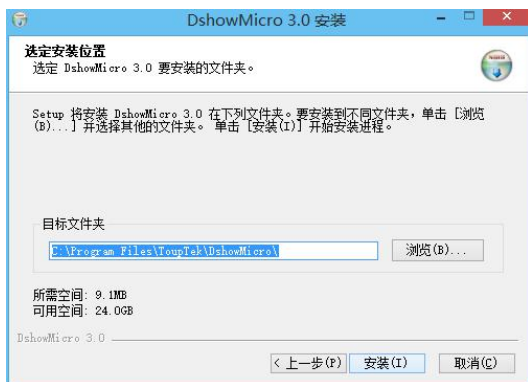 DshowMicro 3.0 安装
选定安装位置
选定 DshowMicro 3.0 要安装的文件夹。
Setup 将安装 DshowMicro 3.0 在下列文件夹。要安装到不同文件夹，单击 [浏览
(B)...] 并选择其他的文件夹。 单击 [安装(I)] 开始安装进程。
目标文件夹
C:\Program Files\ToupTek\DshowMicro\
浏览(B)...
所需空间: 9.1MB
可用空间: 24.0GB
DshowMicro 3.0
< 上一步(P)
安装(I)
取消(C)